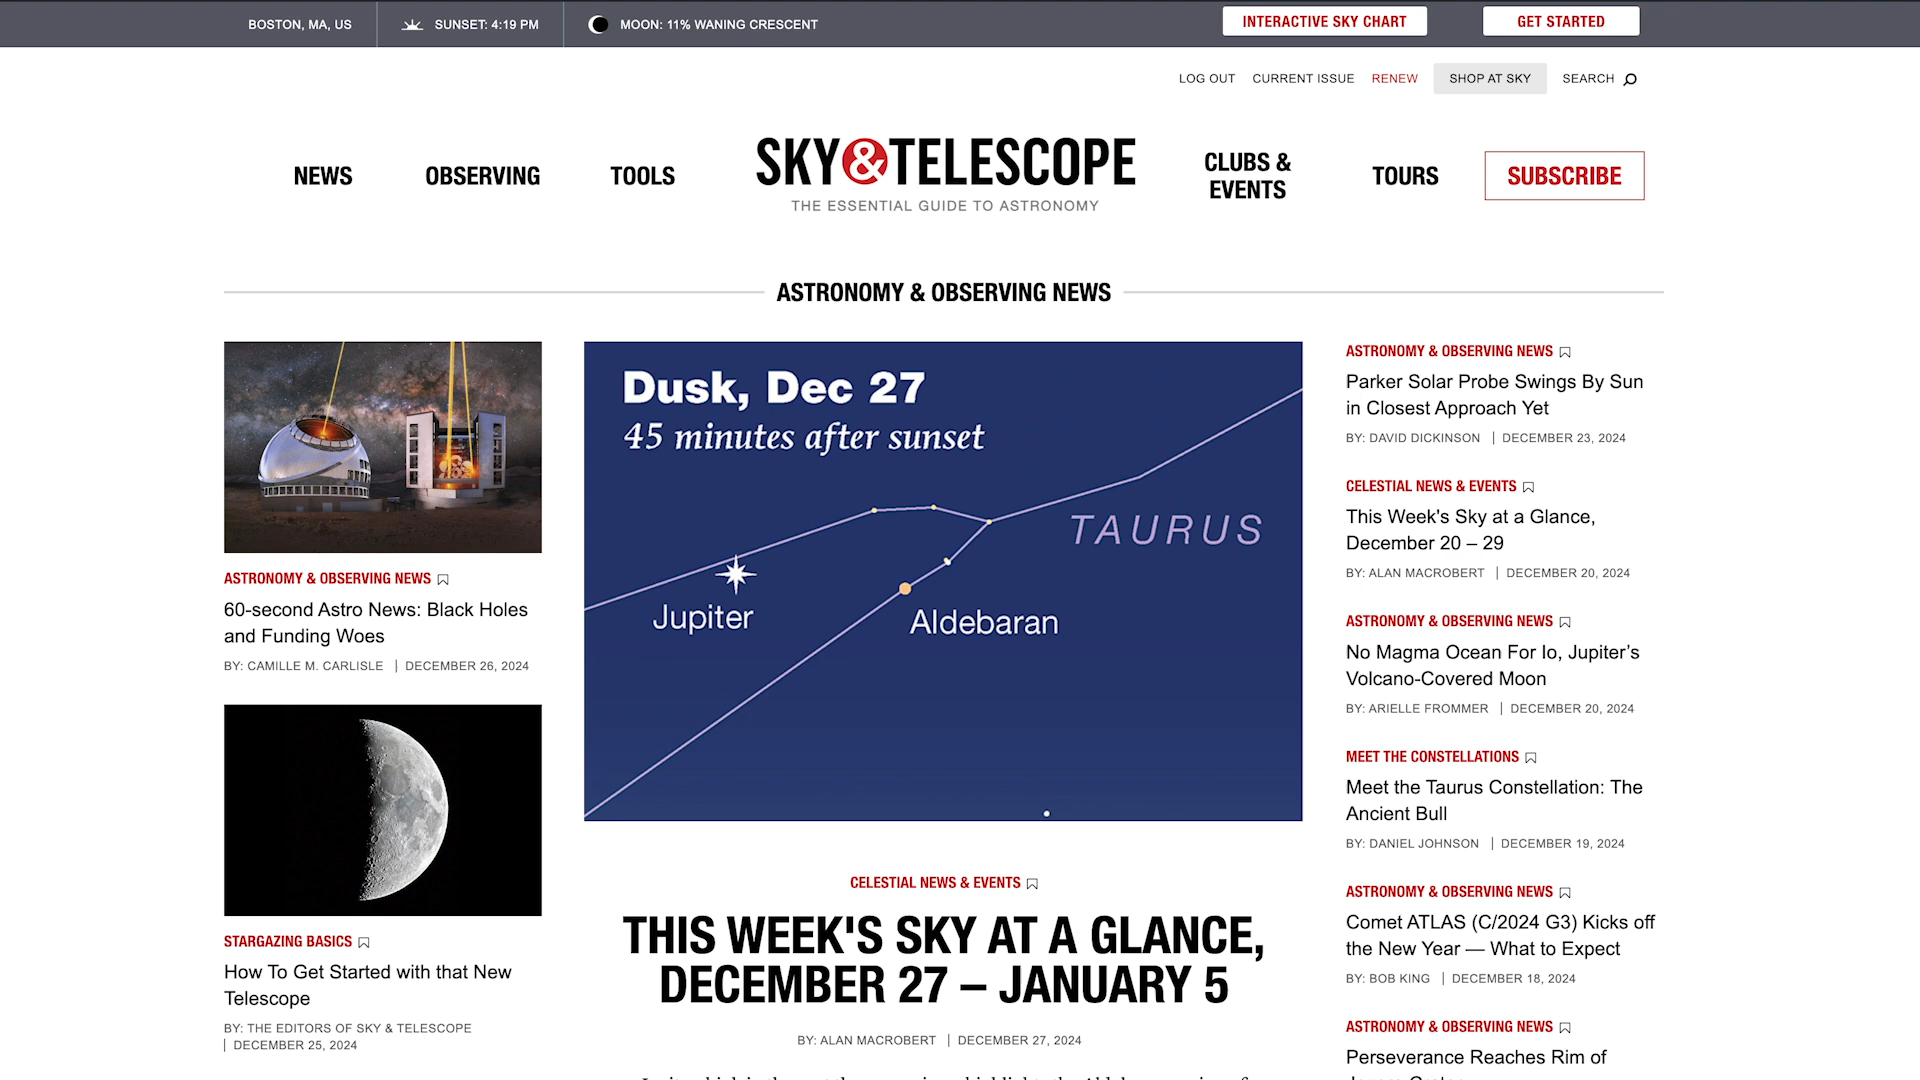 BOSTON, MA, US
SUNSET: 4:19 PM
MOON: 11% WANING CRESCENT
INTERACTIVE SKY CHART
GET STARTED
LOG OUT
CURRENT ISSUE
RENEW
SHOP AT SKY
SEARCH
NEWS
OBSERVING
TOOLS
SKY&TELESCOPE
THE ESSENTIAL GUIDE TO ASTRONOMY
CLUBS &
EVENTS
TOURS
SUBSCRIBE
ASTRONOMY & OBSERVING NEWS
ASTRONOMY & OBSERVING NEWS
60-second Astro News: Black Holes
and Funding Woes
BY: CAMILLE M. CARLISLE | DECEMBER 26, 2024
STARGAZING BASICS
How To Get Started with that New
Telescope
BY: THE EDITORS OF SKY & TELESCOPE
| DECEMBER 25, 2024
Dusk, Dec 27
45 minutes after sunset
TAURUS
Jupiter
Aldebaran
CELESTIAL NEWS & EVENTS
THIS WEEK'S SKY AT A GLANCE,
DECEMBER 27 – JANUARY 5
BY: ALAN MACROBERT | DECEMBER 27, 2024
ASTRONOMY & OBSERVING NEWS
Parker Solar Probe Swings By Sun
in Closest Approach Yet
BY: DAVID DICKINSON | DECEMBER 23, 2024
CELESTIAL NEWS & EVENTS
This Week's Sky at a Glance,
December 20 – 29
BY: ALAN MACROBERT | DECEMBER 20, 2024
ASTRONOMY & OBSERVING NEWS
No Magma Ocean For Io, Jupiter’s
Volcano-Covered Moon
BY: ARIELLE FROMMER | DECEMBER 20, 2024
MEET THE CONSTELLATIONS
Meet the Taurus Constellation: The
Ancient Bull
BY: DANIEL JOHNSON | DECEMBER 19, 2024
ASTRONOMY & OBSERVING NEWS
Comet ATLAS (C/2024 G3) Kicks off
the New Year — What to Expect
BY: BOB KING | DECEMBER 18, 2024
ASTRONOMY & OBSERVING NEWS
Perseverance Reaches Rim of